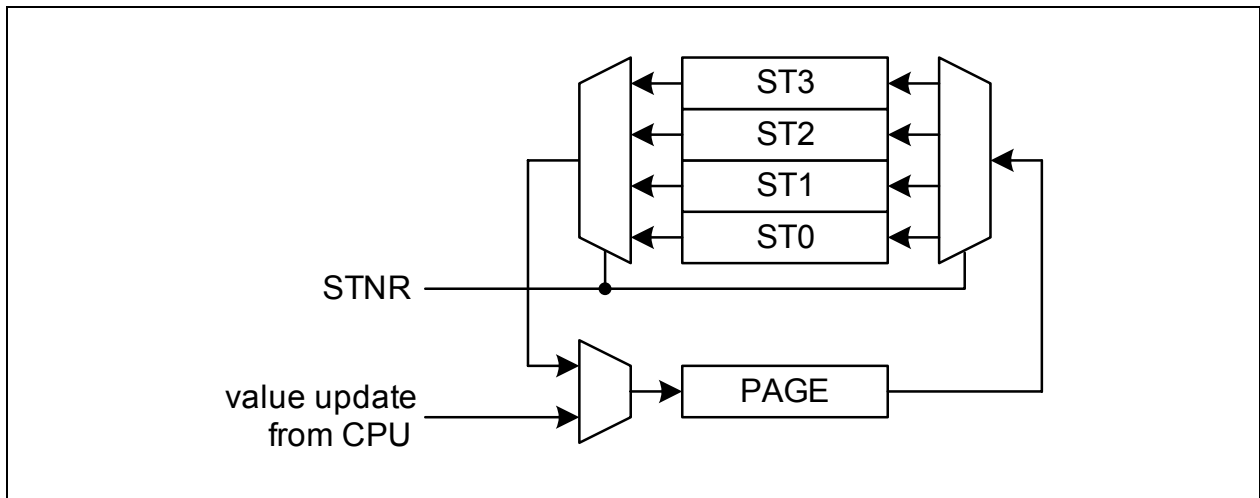 ST3
ST2
ST1
ST0
STNR
PAGE
value update
from CPU